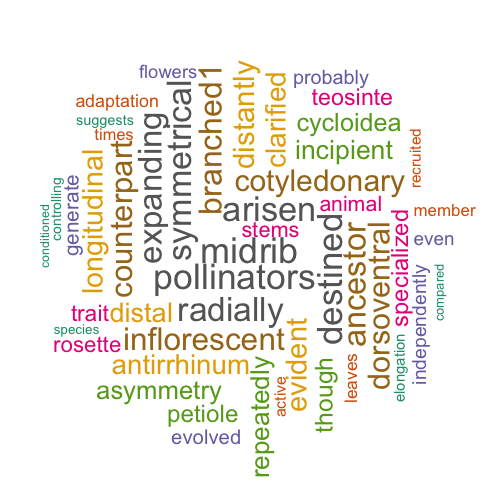 flowers
probably
adaptation
teosinte
suggests
times
cycloidea
incipient
recruited
conditioned
controlling
generate
longitudinal
counterpart
expanding
symmetrical
branched1
distantly
clarified
cotyledonary
arisen
animal
member
stems
midrib
even
pollinators
destined
ancestor
dorsoventral
specialized
independently
compared
trait
distal
radially
species
rosette
inflorescent
antirrhinum
evident
though
leaves
elongation
asymmetry
petiole
repeatedly
active
evolved